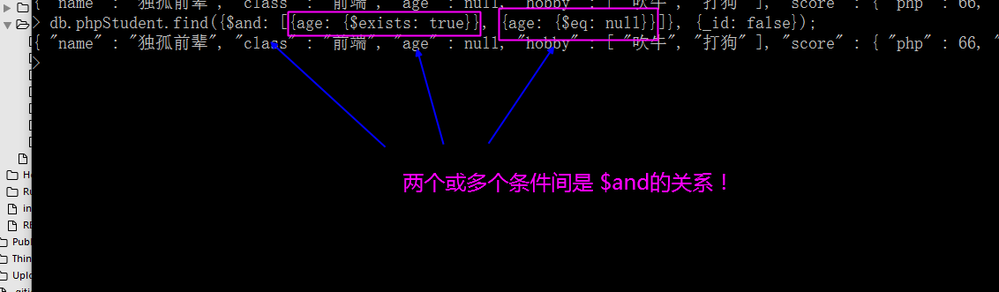 { "name" : "独孤前辈", "class" : "前端", "age" : null, "hobby" : [ "吹牛", "打狗" ], "score" : { "php" : 66,
> db.phpStudent.find({$and: [{age: {$exists: true}}, {age: {$eq: null}}]}, {_id: false});
{ "name" : "独孤前辈", "class" : "前端", "age" : null, "hobby" : [ "吹牛", "打狗" ], "score" : { "php" : 66,
>
两个或多个条件间是 $and的关系！
Ru
in
RE
Publ
Thin
Uplo
.giti